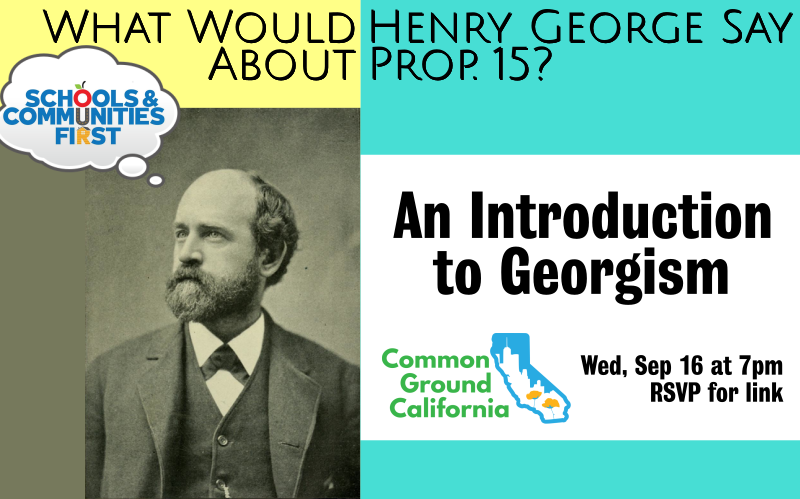 What Would Henry George Say
About Prop. 15?
SCHOOLS &
COMMUNITIES
FIRST
An Introduction
to Georgism
Common
Ground
California
Wed, Sep 16 at 7pm
RSVP for link